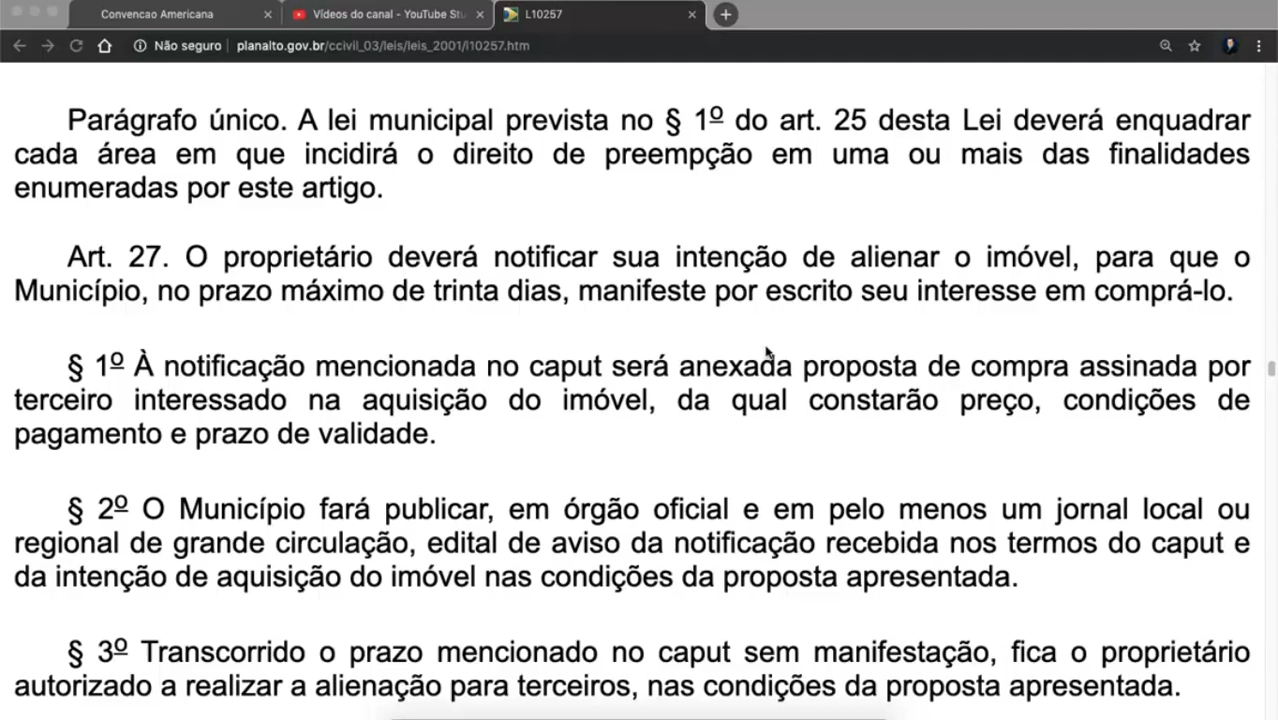 Convencao Americana
Vídeos do canal - YouTube Stu
L10257
Não seguro
planalto.gov.br/ccivil_03/leis/leis_2001/l10257.htm
Parágrafo único. A lei municipal prevista no § 1º do art. 25 desta Lei deverá enquadrar
cada área em que incidirá o direito de preempção em uma ou mais das finalidades
enumeradas por este artigo.
Art. 27. O proprietário deverá notificar sua intenção de alienar o imóvel, para que o
Município, no prazo máximo de trinta dias, manifeste por escrito seu interesse em comprá-lo.
§ 1º À notificação mencionada no caput será anexada proposta de compra assinada por
terceiro interessado na aquisição do imóvel, da qual constarão preço, condições de
pagamento e prazo de validade.
§ 2º O Município fará publicar, em órgão oficial e em pelo menos um jornal local ou
regional de grande circulação, edital de aviso da notificação recebida nos termos do caput e
da intenção de aquisição do imóvel nas condições da proposta apresentada.
§ 3º Transcorrido o prazo mencionado no caput sem manifestação, fica o proprietário
autorizado a realizar a alienação para terceiros, nas condições da proposta apresentada.